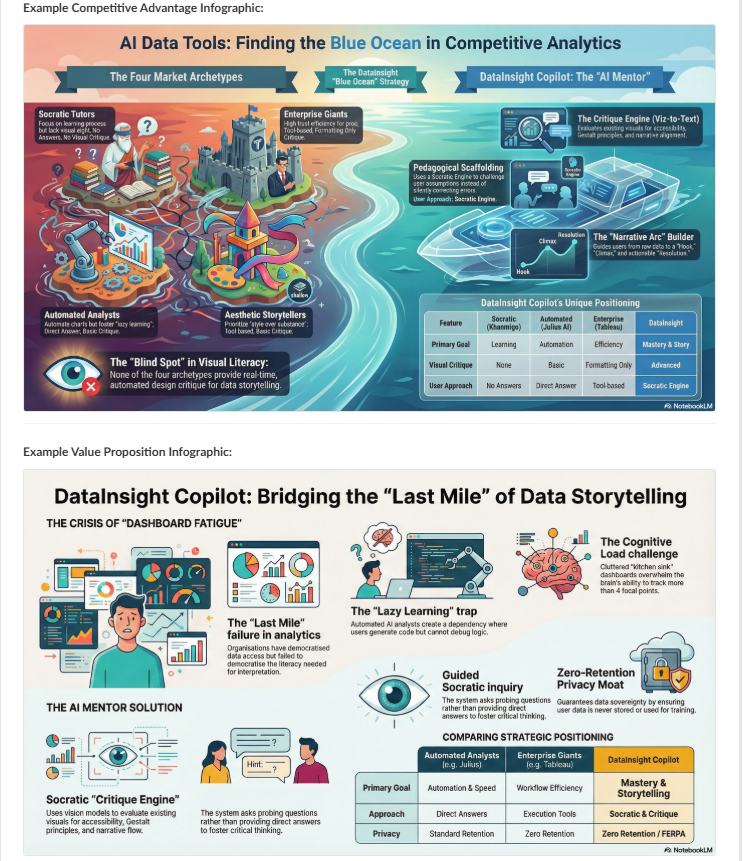 Example Competitive Advantage Infographic:
AI Data Tools: Finding the Blue Ocean in Competitive Analytics
The Four Market Archetypes
The DataInsight
"Blue Ocean" Strategy
DataInsight Copilot: The "AI Mentor"
Socratic Tutors
Focus on learning process
but lack visual eight, No
Answers, No Visual Critique.
Enterprise Giants
High trust efficiency for proc,
Tool-based, Formatting Only
Critique.
The Critique Engine (Viz-to-Text)
Evaluates existing visuals for accessibility,
Gestalt principles, and narrative alignment.
Pedagogical Scaffolding
Uses a Socratic Engine to challenge
user assumptions instead of
silently correcting errors.
User Approach: Socratic Engine.
Socratic
Engine
The "Narrative Arc" Builder
Guides users from raw data to a "Hook,"
"Climax," and actionable "Resolution."
Resolution
Climax
Hook
shallow
Automated Analysts
Automate charts but foster "lazy learning";
Direct Answer, Basic Critique.
Aesthetic Storytellers
Prioritize "style over substance";
Tool based, Basic Critique.
The "Blind Spot" in Visual Literacy:
None of the four archetypes provide real-time,
automated design critique for data storytelling.
DataInsight Copilot's Unique Positioning
Feature Socratic (Khanmigo) Automated (Julius AI) Enterprise (Tableau) DataInsight
Primary Goal Learning Automation Efficiency Mastery & Story
Visual Critique None Basic Formatting Only Advanced
User Approach No Answers Direct Answer Tool-based Socratic Engine
NotebookLM
Example Value Proposition Infographic:
DataInsight Copilot: Bridging the "Last Mile" of Data Storytelling
THE CRISIS OF "DASHBOARD FATIGUE"
The "Last Mile"
failure in analytics
Organisations have democratised
data access but failed to
democratise the literacy needed
for interpretation.
The "Lazy Learning" trap
Automated AI analysts create a dependency where
users generate code but cannot debug logic.
The Cognitive
Load challenge
Cluttered "kitchen sink"
dashboards overwhelm the
brain's ability to track more
than 4 focal points.
THE AI MENTOR SOLUTION
Socratic "Critique Engine"
Uses vision models to evaluate existing
visuals for accessibility, Gestalt
principles, and narrative flow.
Hint:
The system asks probing questions
rather than providing direct answers
to foster critical thinking.
Guided
Socratic inquiry
The system asks probing questions
rather than providing direct
answers to foster critical thinking.
Zero-Retention
Privacy Moat
Guarantees data sovereignty by ensuring
user data is never stored or used for training.
COMPARING STRATEGIC POSITIONING
Automated Analysts (e.g. Julius) Enterprise Giants (e.g. Tableau) DataInsight Copilot
Primary Goal Automation & Speed Workflow Efficiency Mastery & Storytelling
Approach Direct Answers Execution Tools Socratic & Critique
Privacy Standard Retention Zero Retention Zero Retention / FERPA
NotebookLM